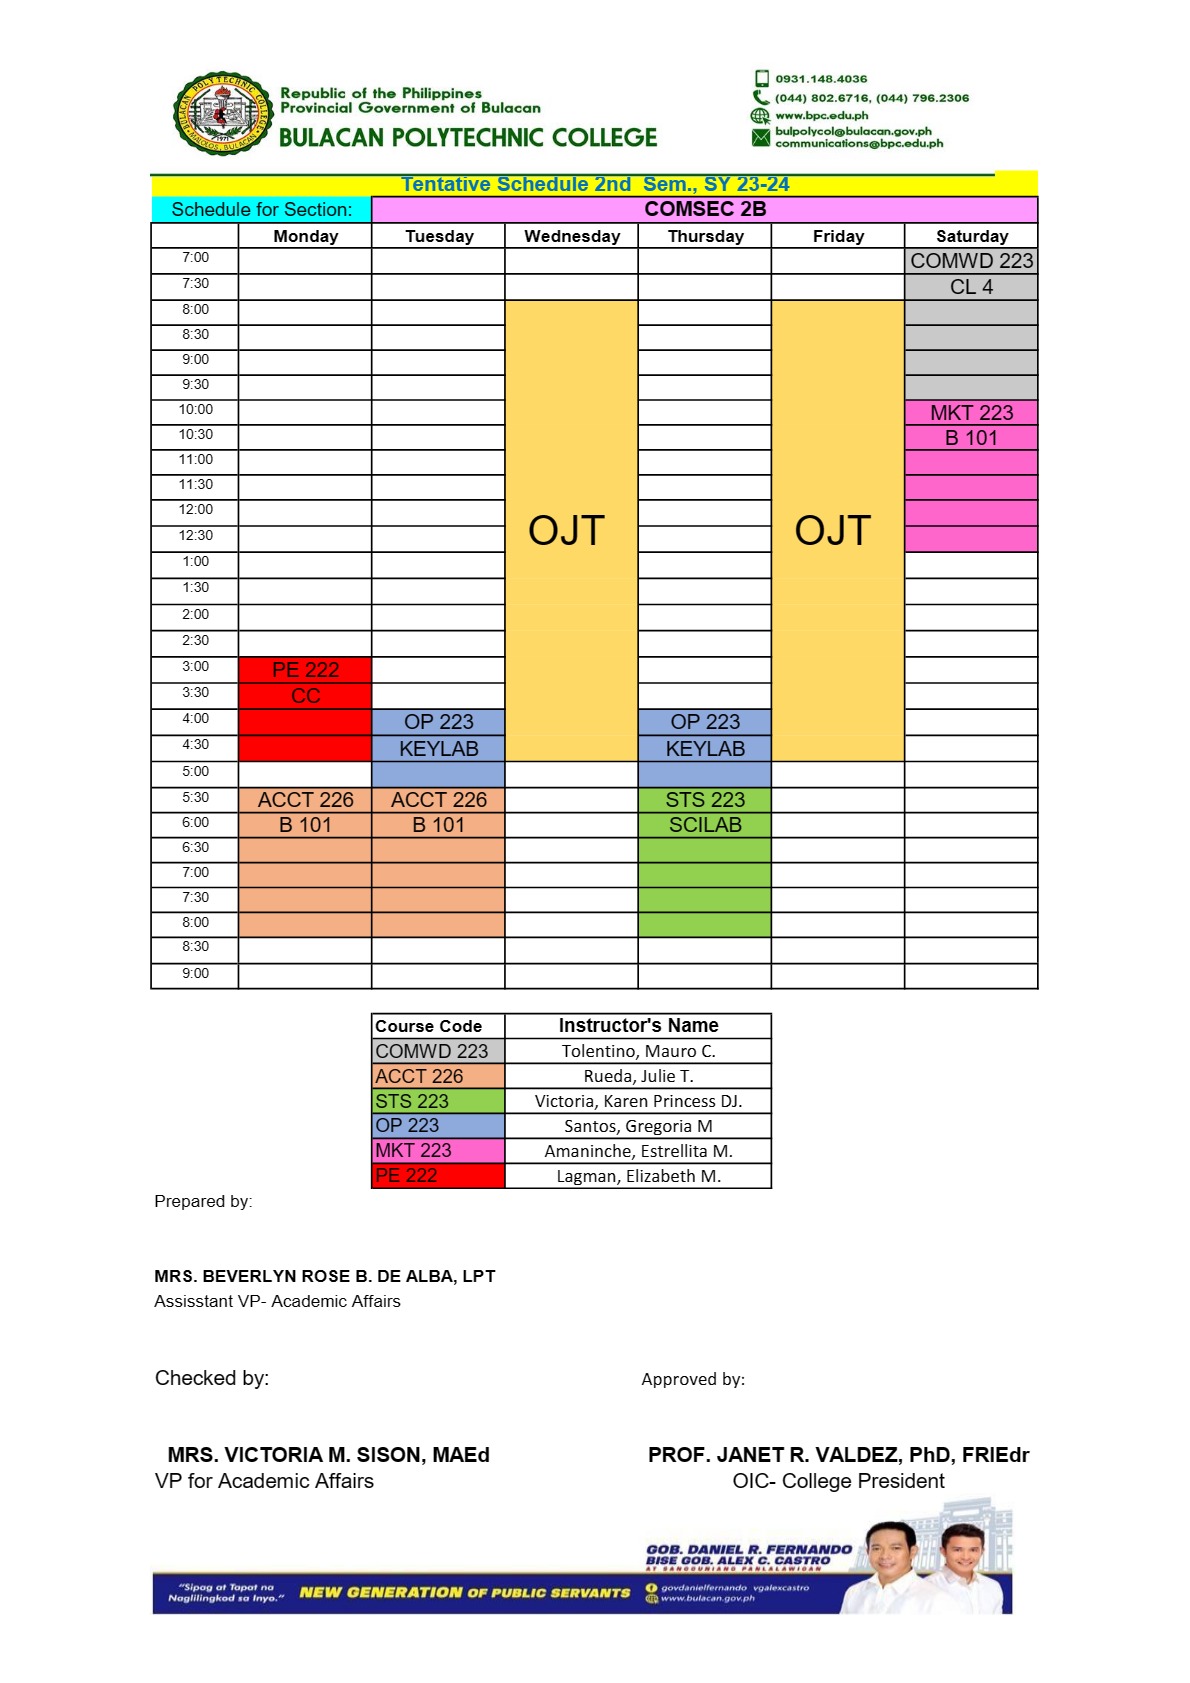 BULACAN POLYTECHNIC COLLEGE
MALOLOS, BULACAN
1971
Republic of the Philippines
Provincial Government of Bulacan
BULACAN POLYTECHNIC COLLEGE
0931.148.4036
(044) 802.6716, (044) 796.2306
www.bpc.edu.ph
bulpolycol@bulacan.gov.ph
communications@bpc.edu.ph
Tentative Schedule 2nd Sem., SY 23-24
Schedule for Section: COMSEC 2B
Monday Tuesday Wednesday Thursday Friday Saturday
7:00 COMWD 223
7:30 CL 4
8:00
8:30
9:00
9:30
10:00 MKT 223
10:30 B 101
11:00
11:30
12:00
OJT OJT
12:30
1:00
1:30
2:00
2:30
3:00 PE 222
3:30 CC
4:00 OP 223 OP 223
4:30 KEYLAB KEYLAB
5:00
5:30 ACCT 226 ACCT 226 STS 223
6:00 B 101 B 101 SCILAB
6:30
7:00
7:30
8:00
8:30
9:00
Course Code Instructor's Name
COMWD 223 Tolentino, Mauro C.
ACCT 226 Rueda, Julie T.
STS 223 Victoria, Karen Princess DJ.
OP 223 Santos, Gregoria M
MKT 223 Amaninche, Estrellita M.
PE 222 Lagman, Elizabeth M.
Prepared by:
MRS. BEVERLYN ROSE B. DE ALBA, LPT
Assisstant VP- Academic Affairs
Checked by: Approved by:
MRS. VICTORIA M. SISON, MAEd PROF. JANET R. VALDEZ, PhD, FRIEdr
VP for Academic Affairs OIC- College President
GOB. DANIEL R. FERNANDO
BISE GOB. ALEX C. CASTRO
AT SANGGUNIANG PANLALAWIGAN
"Sipag at Tapat na
Naglilingkod sa Inyo."
NEW GENERATION OF PUBLIC SERVANTS
govdanielfernando vgalexcastro
www.bulacan.gov.ph